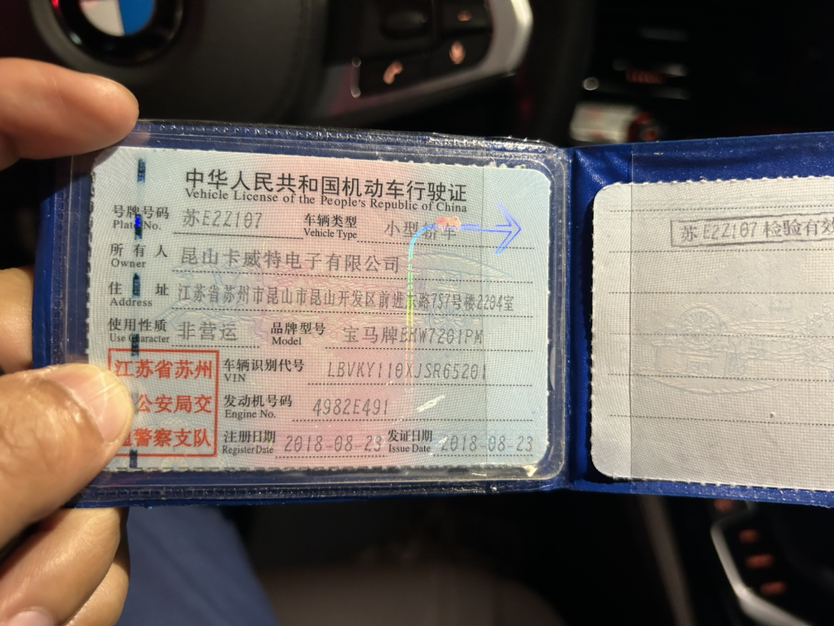 中华人民共和国机动车行驶证
Vehicle License of the People's Republic of China
号牌号码 苏E2Z107 车辆类型 小型轿车
Plate No. Vehicle Type
所有人 昆山卡威特电子有限公司
Owner
住址 江苏省苏州市昆山市昆山开发区前进东路757号楼2204室
Address
使用性质 非营运 品牌型号 宝马牌BMW7201PM
Use Character Model
车辆识别代号 LBVKY110XJSR65201
VIN
发动机号码 4982E491
Engine No.
注册日期 2018-08-23 发证日期 2018-08-23
Register Date Issue Date
江苏省苏州
公安局交
警察支队
苏E2Z107 检验有效